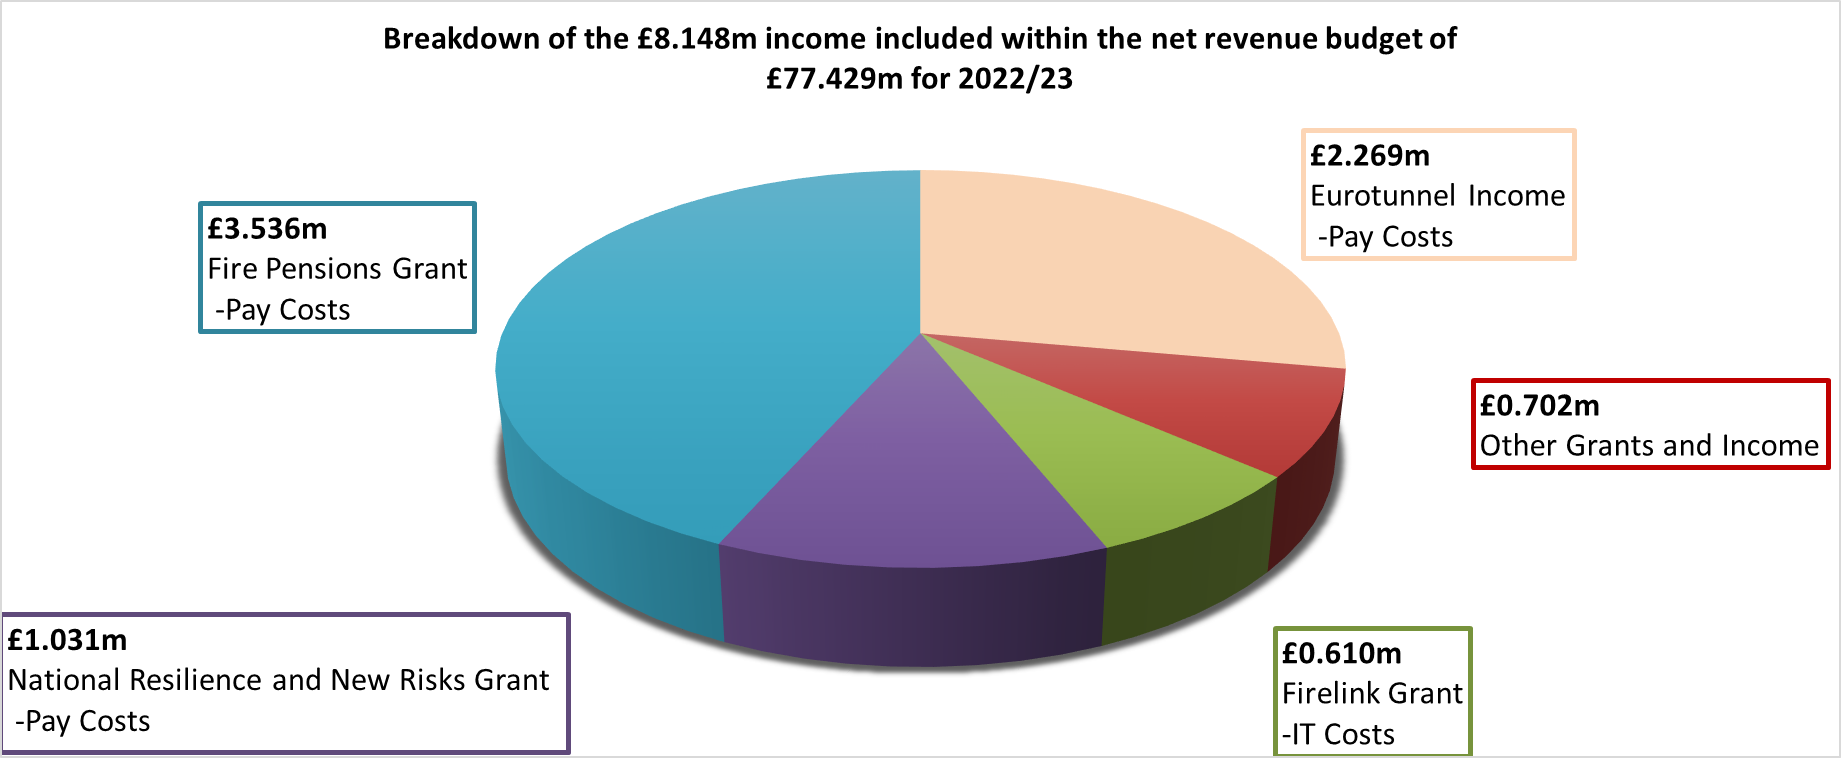 Breakdown of the £8.148m income included within the net revenue budget of
£77.429m for 2022/23
£2.269m
Eurotunnel Income
-Pay Costs
£3.536m
Fire Pensions Grant
-Pay Costs
£0.702m
Other Grants and Income
£1.031m
National Resilience and New Risks Grant
-Pay Costs
£0.610m
Firelink Grant
-IT Costs